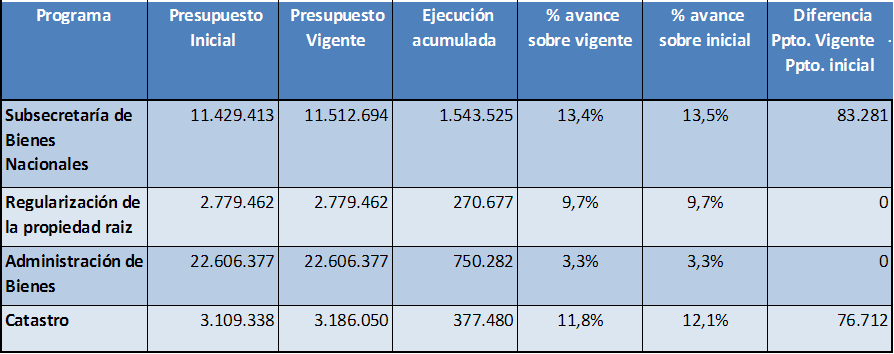 Programa Presupuesto Inicial Presupuesto Vigente Ejecución acumulada % avance sobre vigente % avance sobre inicial Diferencia Ppto. Vigente - Ppto. inicial
Subsecretaría de Bienes Nacionales 11.429.413 11.512.694 1.543.525 13,4% 13,5% 83.281
Regularización de la propiedad raiz 2.779.462 2.779.462 270.677 9,7% 9,7% 0
Administración de Bienes 22.606.377 22.606.377 750.282 3,3% 3,3% 0
Catastro 3.109.338 3.186.050 377.480 11,8% 12,1% 76.712